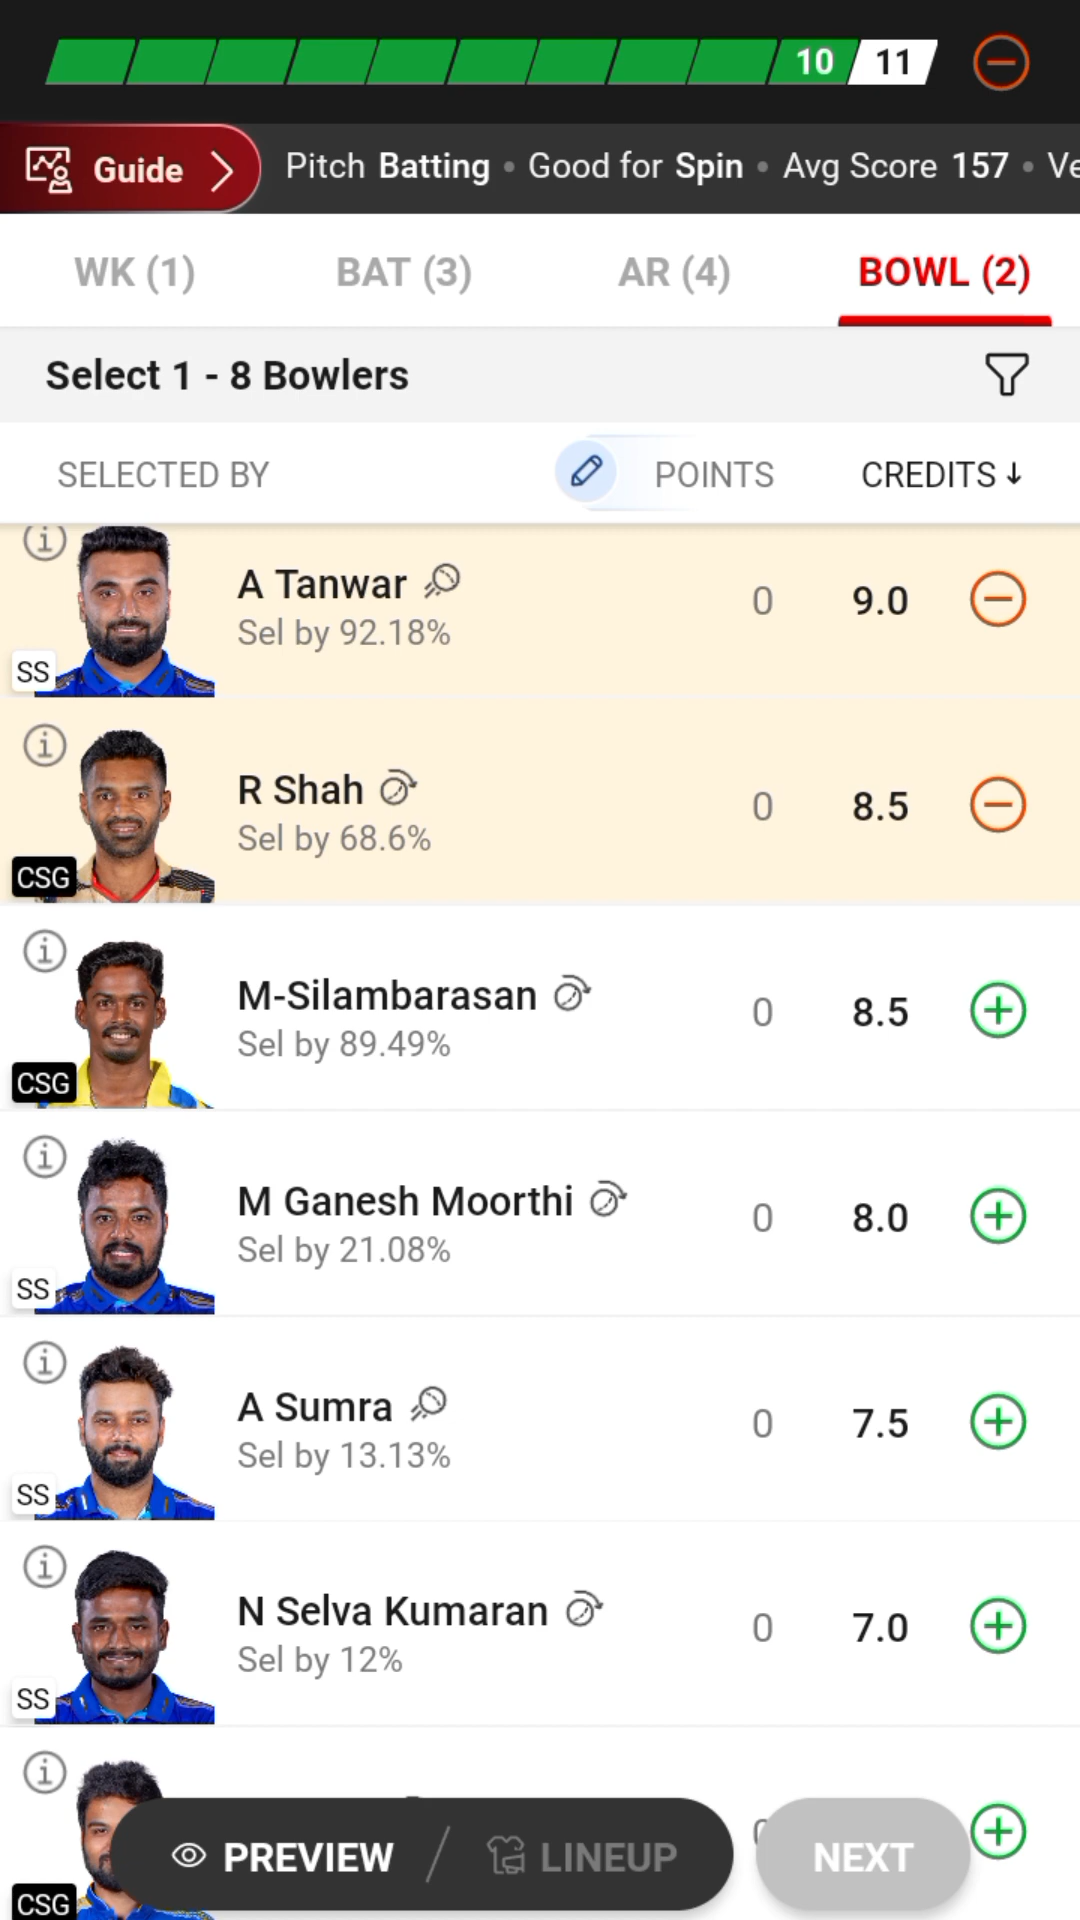 10 11
Guide Pitch Batting • Good for Spin • Avg Score 157 • Ve
WK (1) BAT (3) AR (4) BOWL (2)
Select 1 - 8 Bowlers
SELECTED BY POINTS CREDITS ↓
A Tanwar 0 9.0
Sel by 92.18%
SS
R Shah 0 8.5
Sel by 68.6%
CSG
M-Silambarasan 0 8.5
Sel by 89.49%
CSG
M Ganesh Moorthi 0 8.0
Sel by 21.08%
SS
A Sumra 0 7.5
Sel by 13.13%
SS
N Selva Kumaran 0 7.0
Sel by 12%
SS
PREVIEW / LINEUP NEXT
CSG